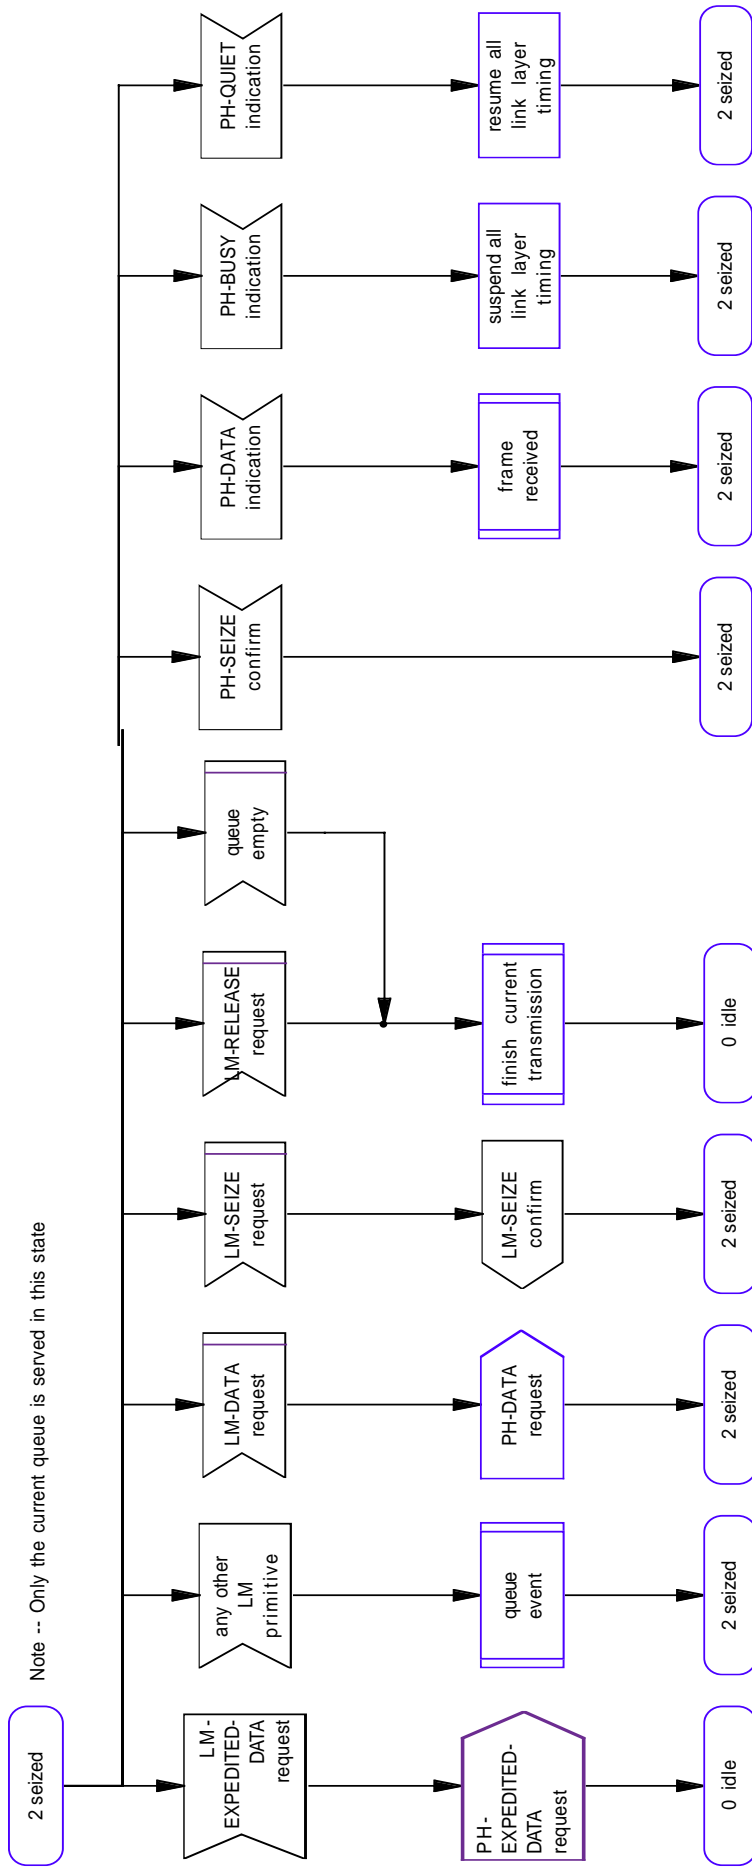 2 seized
Note -- Only the current queue is served in this state
LM-
EXPEDITED-
DATA
request
any other
LM
primitive
LM-DATA
request
LM-SEIZE
request
LM-RELEASE
request
queue
empty
PH-SEIZE
confirm
PH-DATA
indication
PH-BUSY
indication
PH-QUIET
indication
PH-
EXPEDITED-
DATA
request
queue
event
PH-DATA
request
LM-SEIZE
confirm
finish current
transmission
frame
received
suspend all
link layer
timing
resume all
link layer
timing
0 idle
2 seized
2 seized
2 seized
0 idle
2 seized
2 seized
2 seized
2 seized